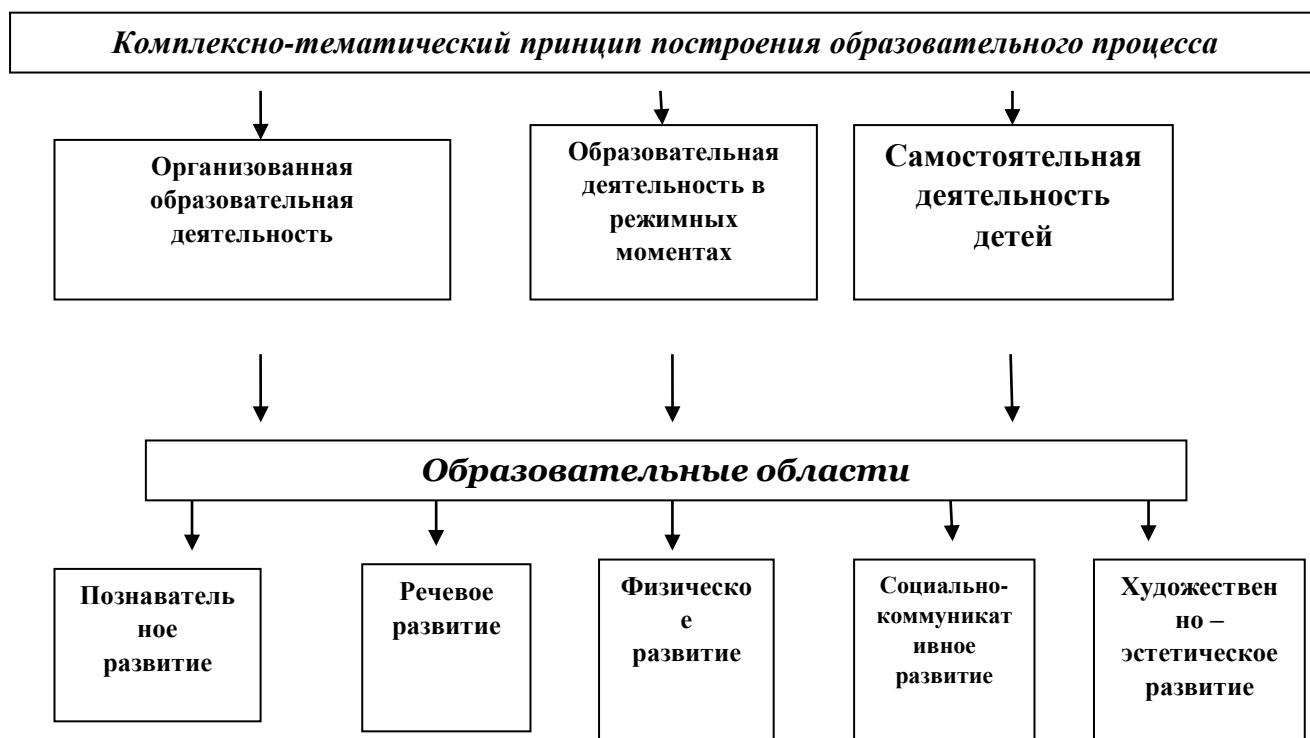 Комплексно-тематический принцип построения образовательного процесса
Организованная
образовательная
деятельность
Образовательная
деятельность в
режимных
моментах
Самостоятельная
деятельность
детей
Образовательные области
Познаватель
ное
развитие
Речевое
развитие
Физическо
е
развитие
Социально-
коммуникат
ивное
развитие
Художествен
но –
эстетическое
развитие